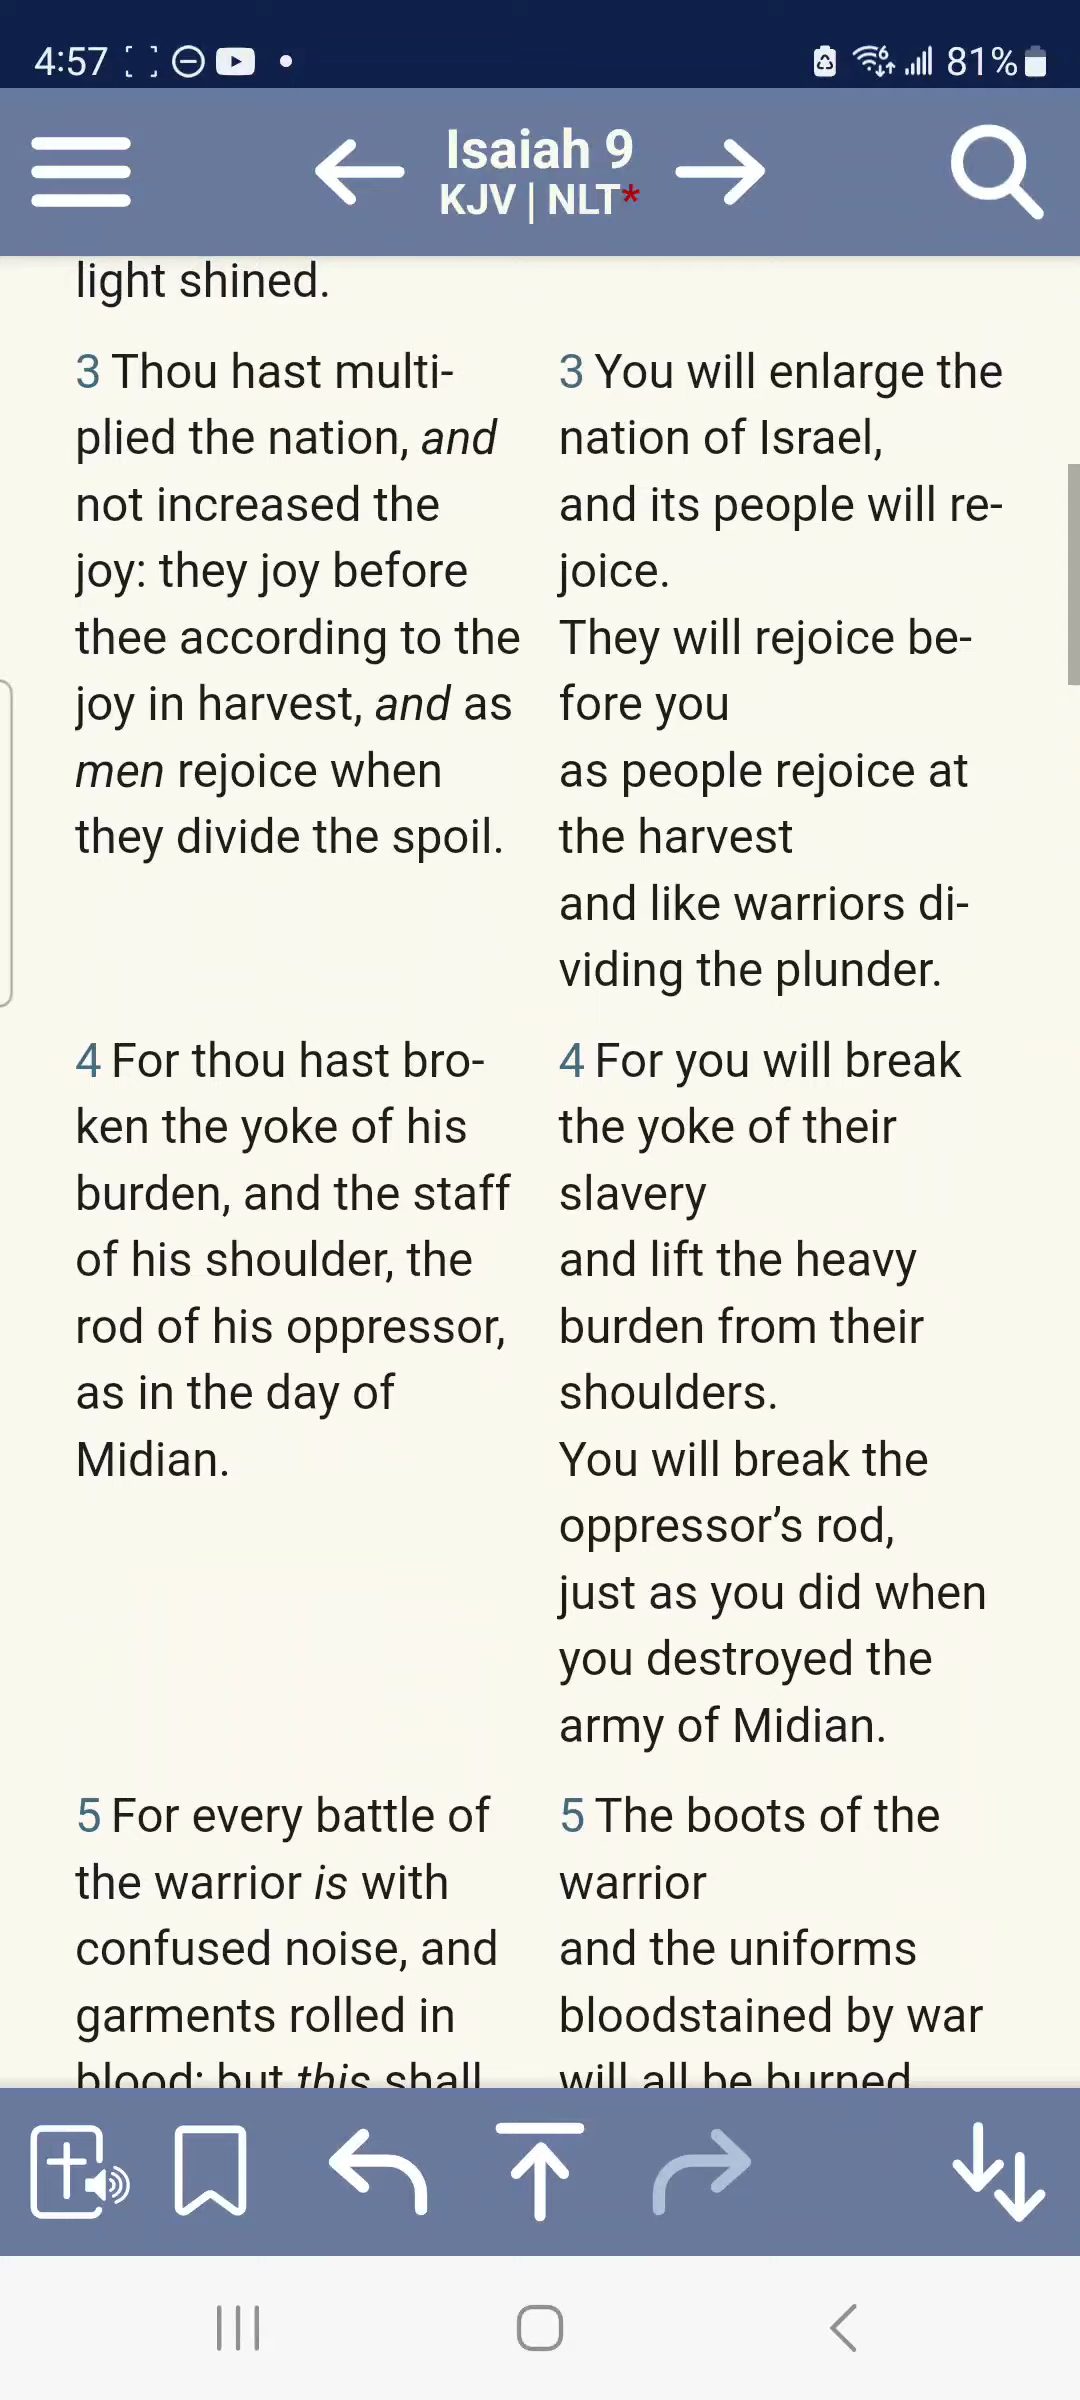 4:57
81%
Isaiah 9
KJV | NLT*
light shined.
3 Thou hast multi-
plied the nation, and
not increased the
joy: they joy before
thee according to the
joy in harvest, and as
men rejoice when
they divide the spoil.
3 You will enlarge the
nation of Israel,
and its people will re-
joice.
They will rejoice be-
fore you
as people rejoice at
the harvest
and like warriors di-
viding the plunder.
4 For thou hast bro-
ken the yoke of his
burden, and the staff
of his shoulder, the
rod of his oppressor,
as in the day of
Midian.
4 For you will break
the yoke of their
slavery
and lift the heavy
burden from their
shoulders.
You will break the
oppressor’s rod,
just as you did when
you destroyed the
army of Midian.
5 For every battle of
the warrior is with
confused noise, and
garments rolled in
blood; but this shall
5 The boots of the
warrior
and the uniforms
bloodstained by war
will all be burned